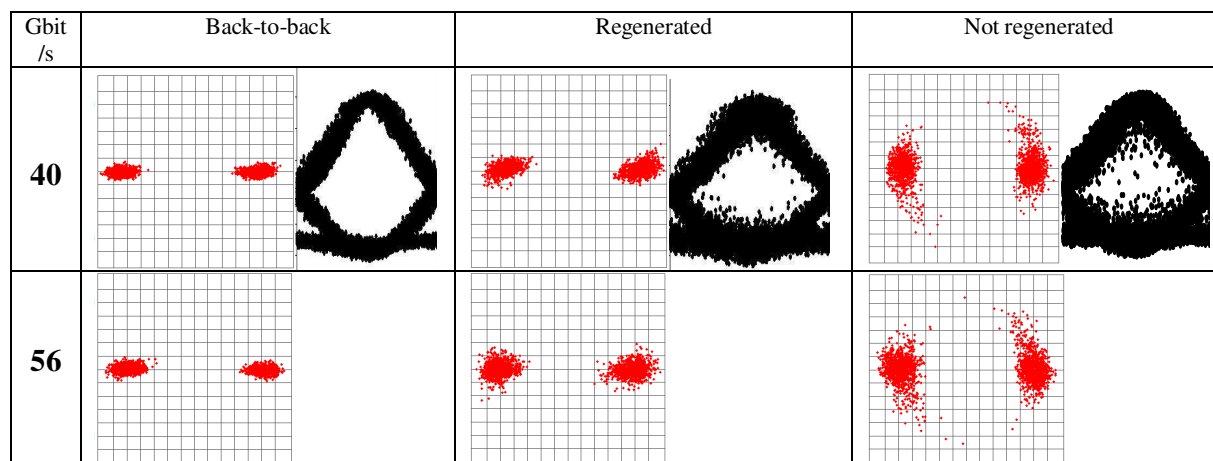 Gbit
/s
Back-to-back
Regenerated
Not regenerated
40
56